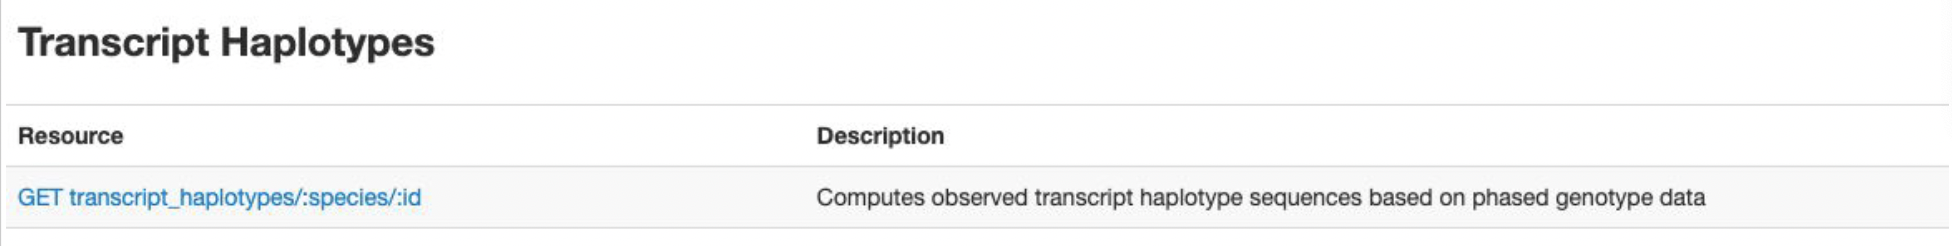 Transcript Haplotypes
Resource Description
GET transcript_haplotypes/:species/:id Computes observed transcript haplotype sequences based on phased genotype data